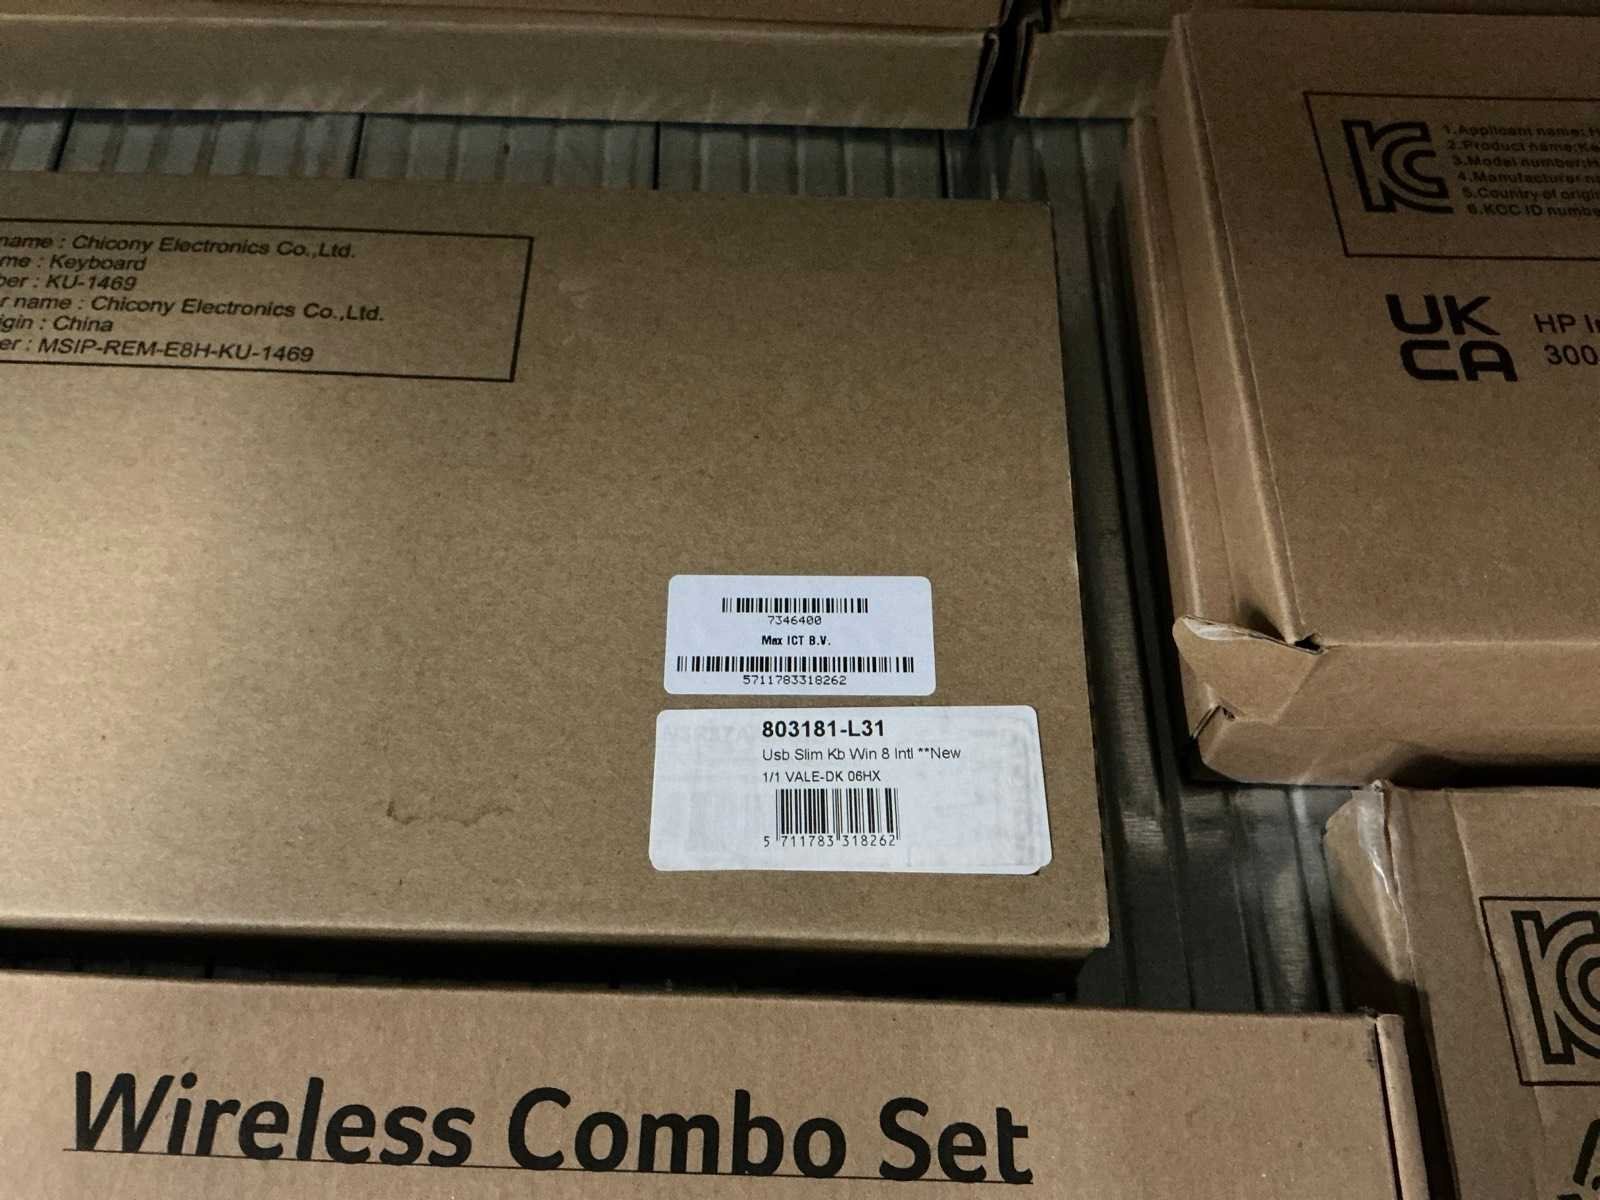 name : Chicony Electronics Co.,Ltd.
me : Keyboard
ber : KU-1469
r name : Chicony Electronics Co.,Ltd.
igin : China
er : MSIP-REM-E8H-KU-1469
1.Applicant name: H
2.Product name:Ke
3.Model number:H
4.Manufacturer na
5.Country of origi
6.KCC ID numbe
UK
CA
HP In
300
7346400
Max ICT B.V.
5711783318262
803181-L31
Usb Slim Kb Win 8 Intl **New
1/1 VALE-DK 06HX
5 711783 318262
Wireless Combo Set